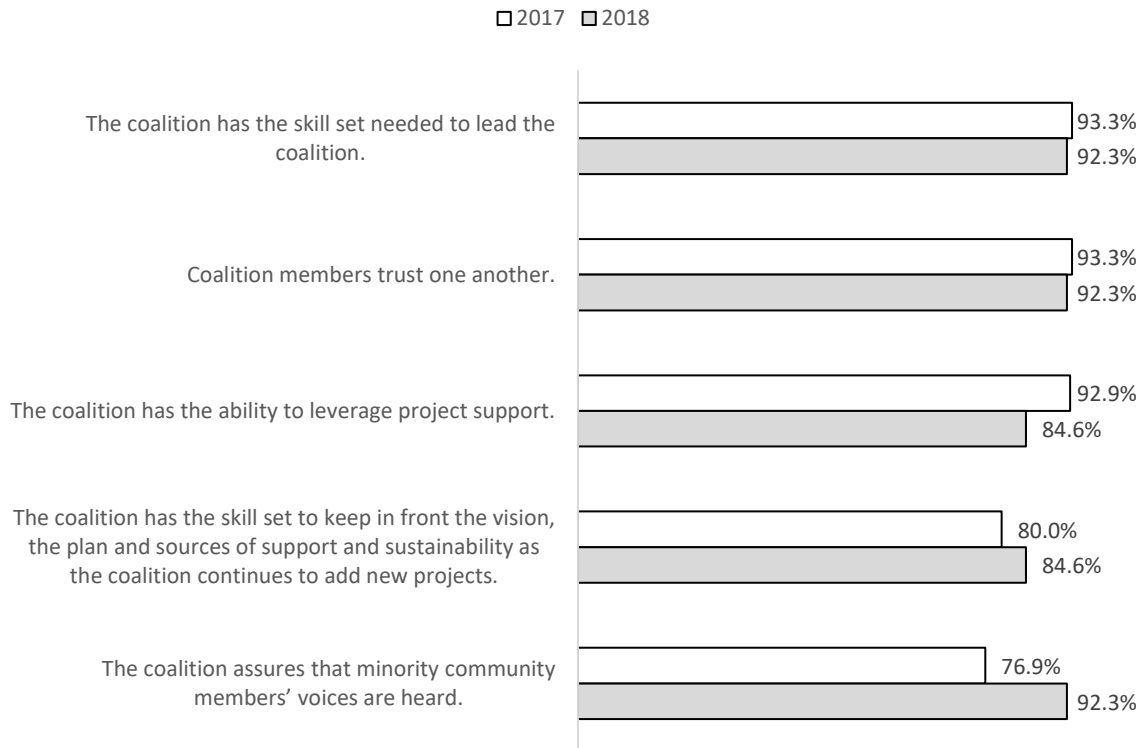 2017 2018
The coalition has the skill set needed to lead the
coalition.
93.3%
92.3%
Coalition members trust one another.
93.3%
92.3%
The coalition has the ability to leverage project support.
92.9%
84.6%
The coalition has the skill set to keep in front the vision,
the plan and sources of support and sustainability as
the coalition continues to add new projects.
80.0%
84.6%
The coalition assures that minority community
members’ voices are heard.
76.9%
92.3%